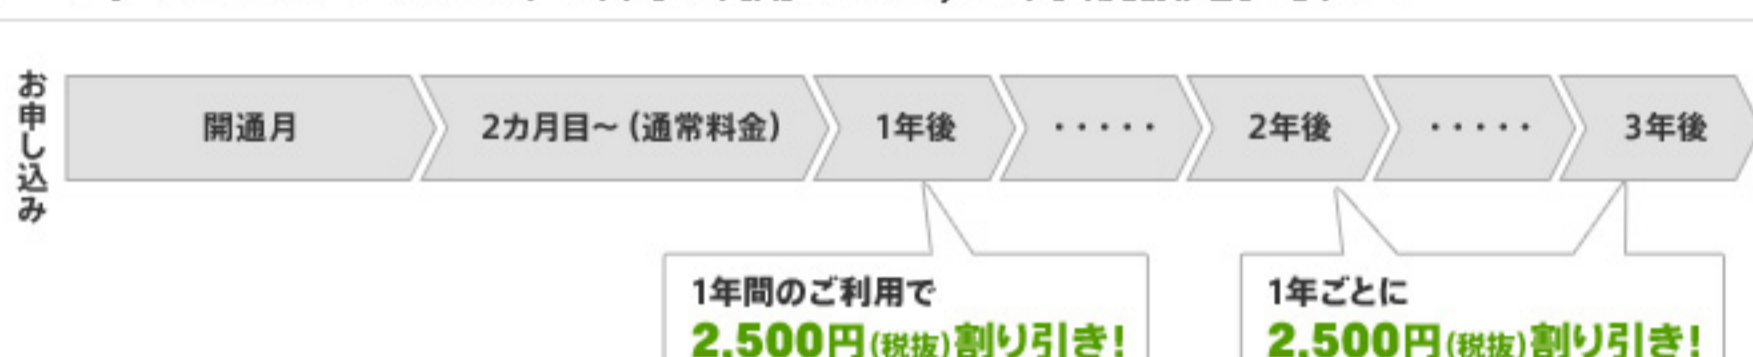 お申し込み
開通月
2カ月目～（通常料金）
1年後
・・・・・
2年後
・・・・・
3年後
1年間のご利用で
2,500円(税抜)割り引き!
1年ごとに
2,500円(税抜)割り引き!